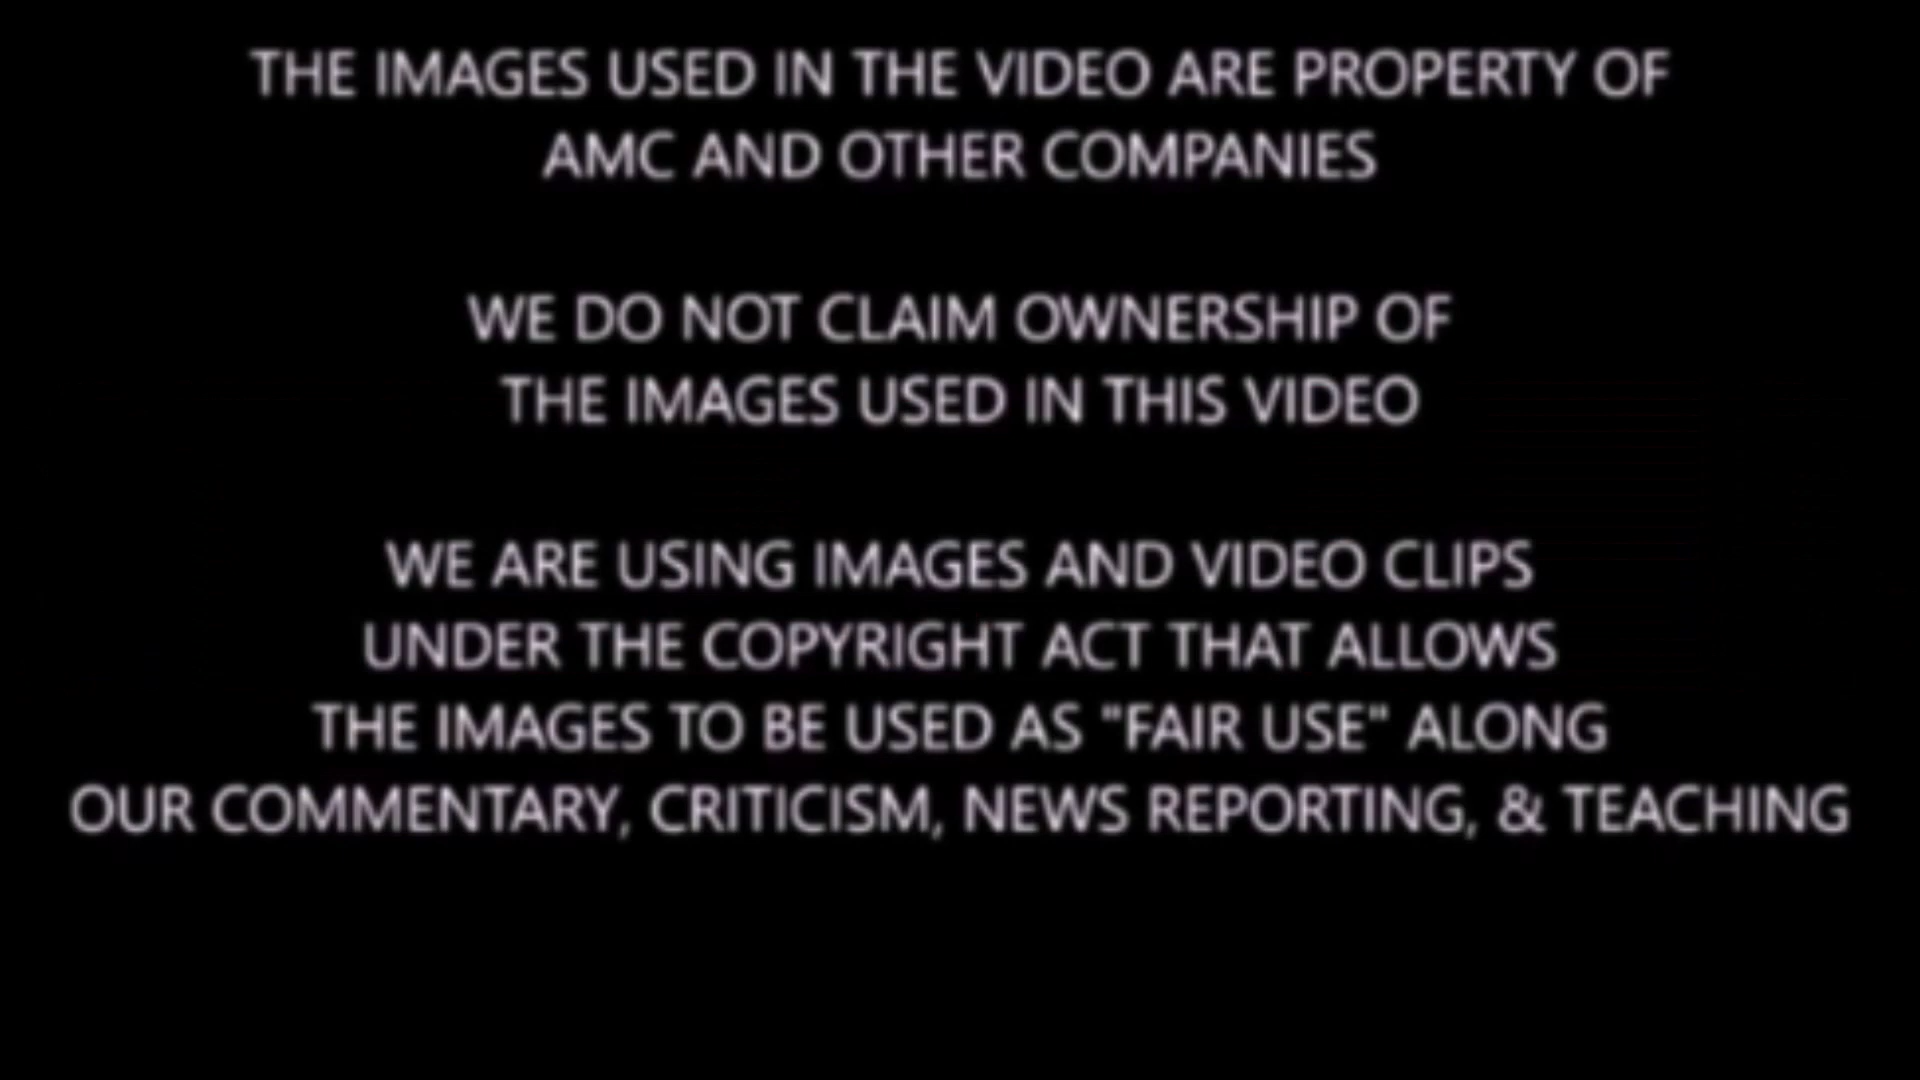 THE IMAGES USED IN THE VIDEO ARE PROPERTY OF
AMC AND OTHER COMPANIES
WE DO NOT CLAIM OWNERSHIP OF
THE IMAGES USED IN THIS VIDEO
WE ARE USING IMAGES AND VIDEO CLIPS
UNDER THE COPYRIGHT ACT THAT ALLOWS
THE IMAGES TO BE USED AS "FAIR USE" ALONG
OUR COMMENTARY, CRITICISM, NEWS REPORTING, & TEACHING